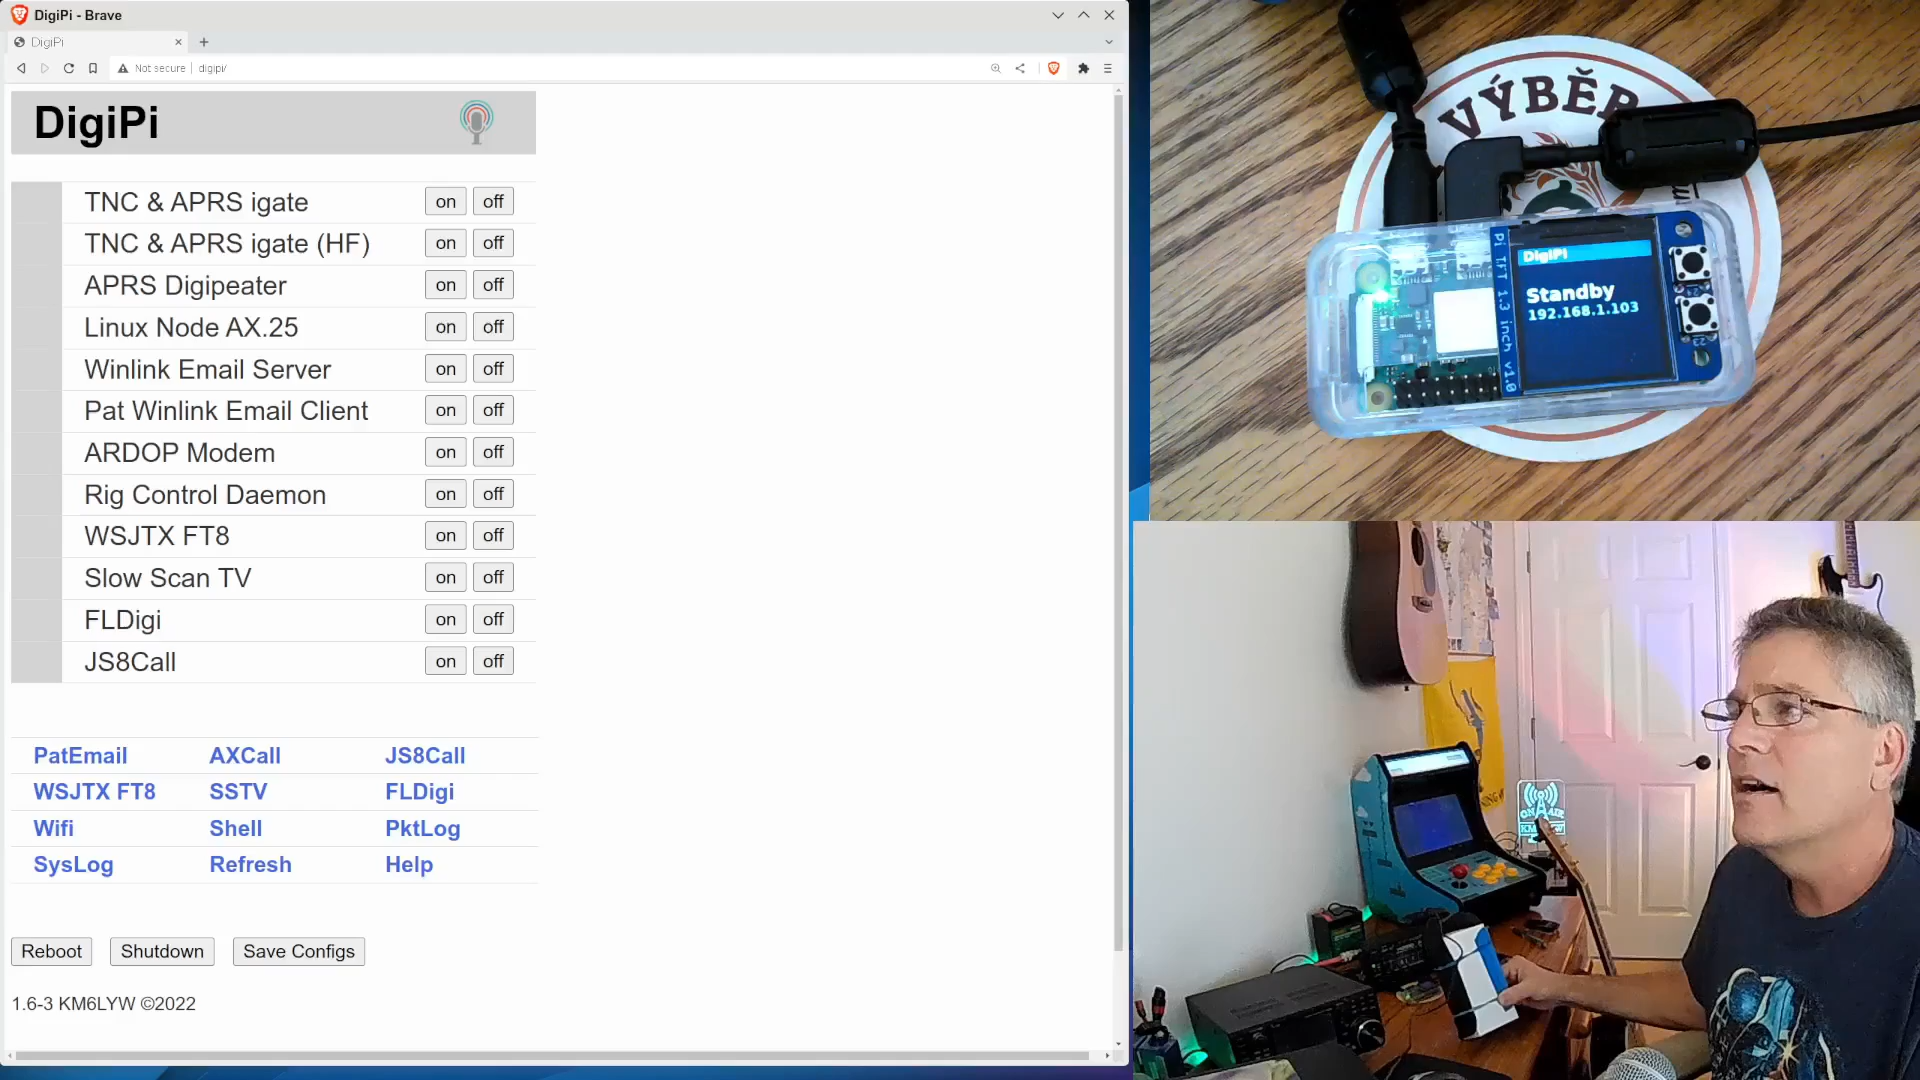 DigiPi - Brave
DigiPi
Not secure
digipi/
DigiPi
TNC & APRS igate on off
TNC & APRS igate (HF) on off
APRS Digipeater on off
Linux Node AX.25 on off
Winlink Email Server on off
Pat Winlink Email Client on off
ARDOP Modem on off
Rig Control Daemon on off
WSJTX FT8 on off
Slow Scan TV on off
FLDigi on off
JS8Call on off
PatEmail AXCall JS8Call
WSJTX FT8 SSTV FLDigi
Wifi Shell PktLog
SysLog Refresh Help
Reboot Shutdown Save Configs
1.6-3 KM6LYW ©2022
VÝBĚR
Pi TFT 1.3 inch v1.0
DigiPi
Standby
192.168.1.103
24
23
ON AIR
KM6LYW